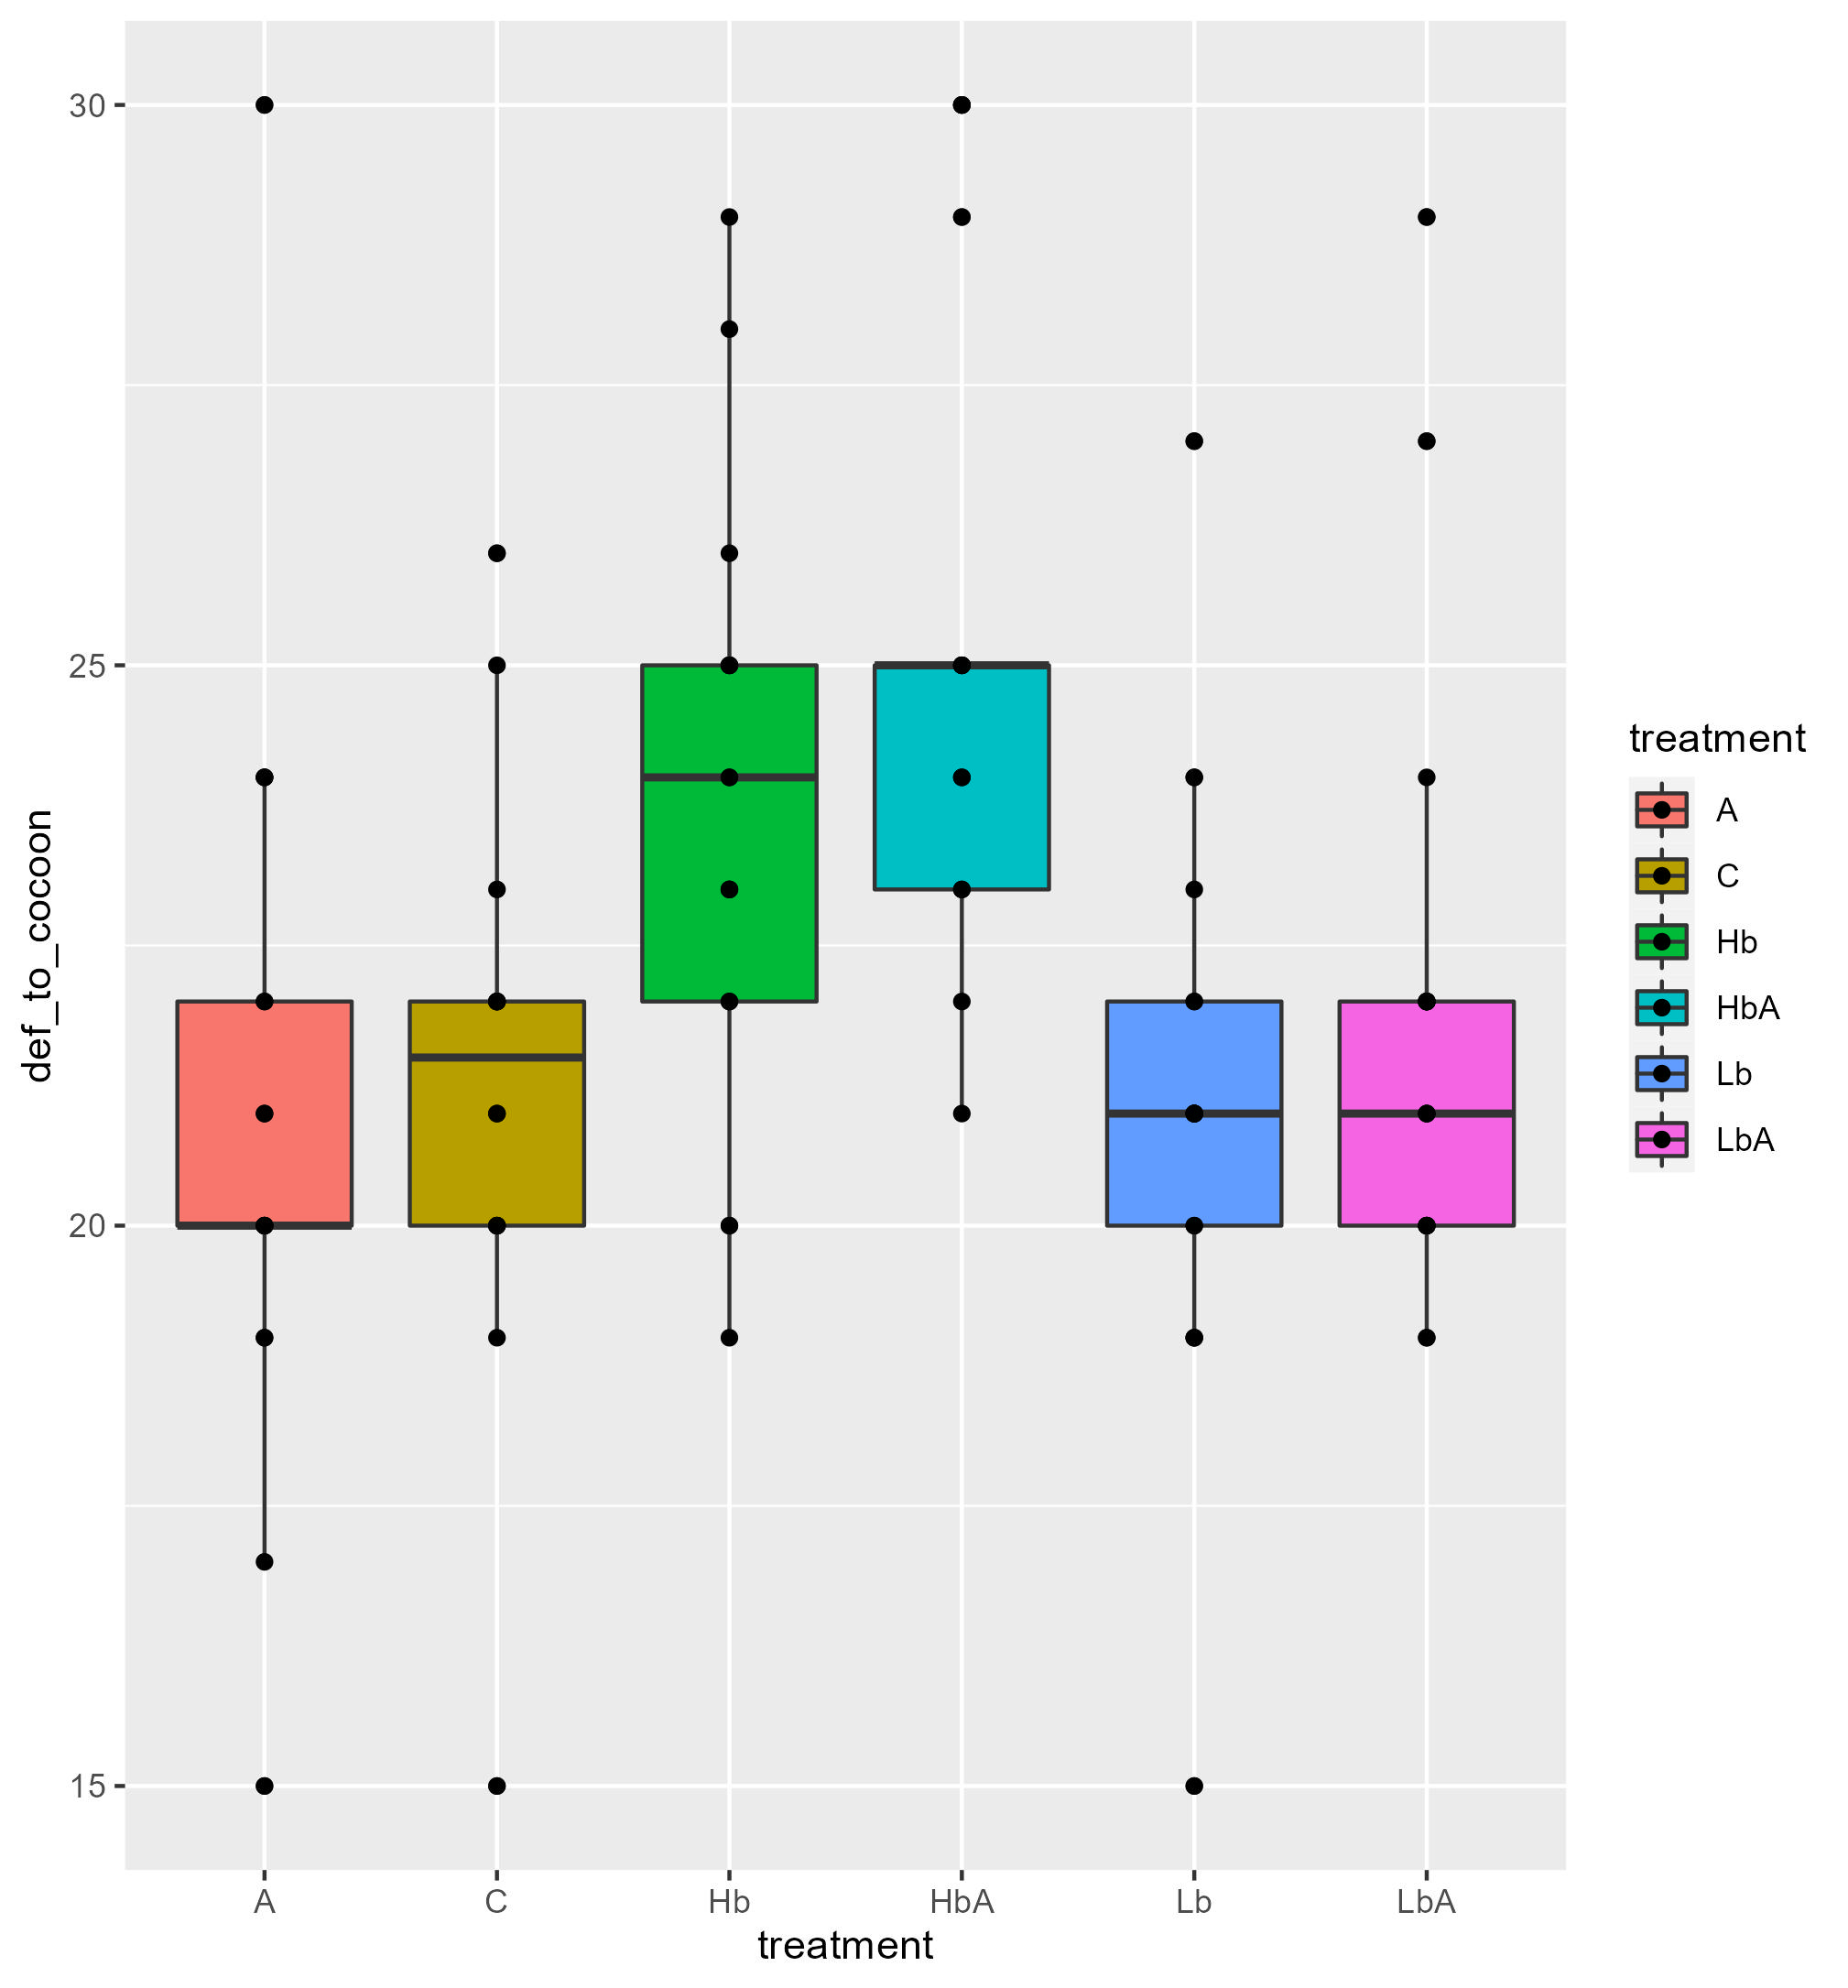 def_to_cocoon
30
25
20
15
A
C
Hb
HbA
Lb
LbA
treatment
treatment
A
C
Hb
HbA
Lb
LbA